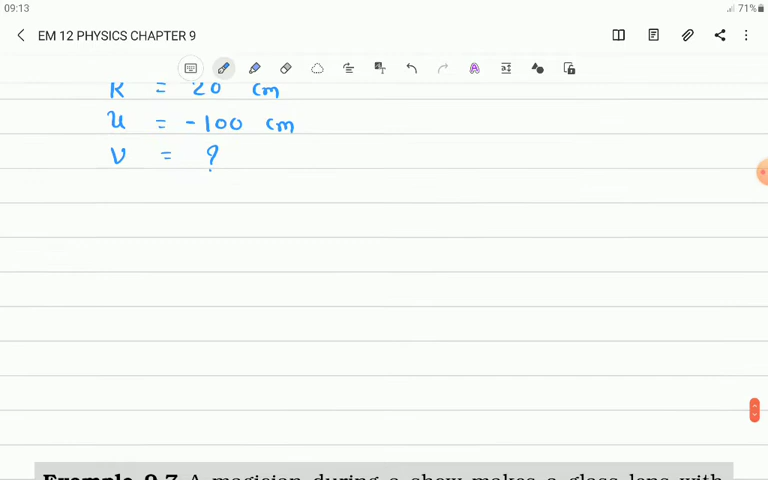 09:13
71%
EM 12 PHYSICS CHAPTER 9
R = 20 cm
u = -100 cm
v = ?
Example 9.7 A magician during a show makes a glass lens with